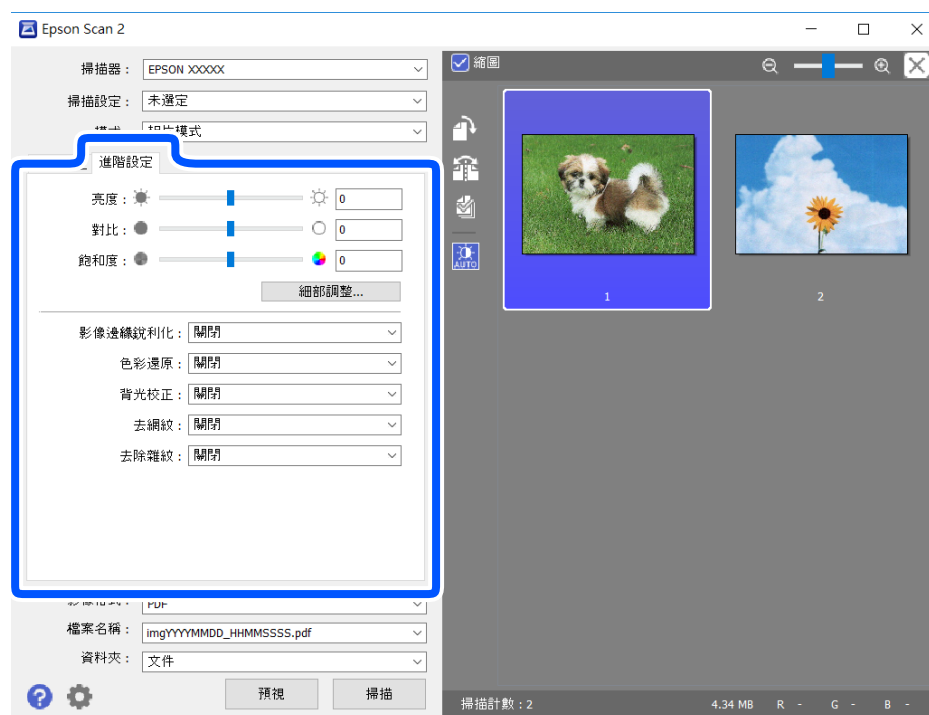 Epson Scan 2
掃描器： EPSON XXXXX
掃描設定： 未選定
進階設定
亮度： 0
對比： 0
飽和度： 0
細部調整...
影像邊緣銳利化： 關閉
色彩還原： 關閉
背光校正： 關閉
去網紋： 關閉
去除雜紋： 關閉
檔案名稱： imgYYYYMMDD_HHMMSSSS.pdf
資料夾： 文件
預視 掃描
縮圖
AUTO
1 2
掃描計數：2 4.34 MB R - G - B -